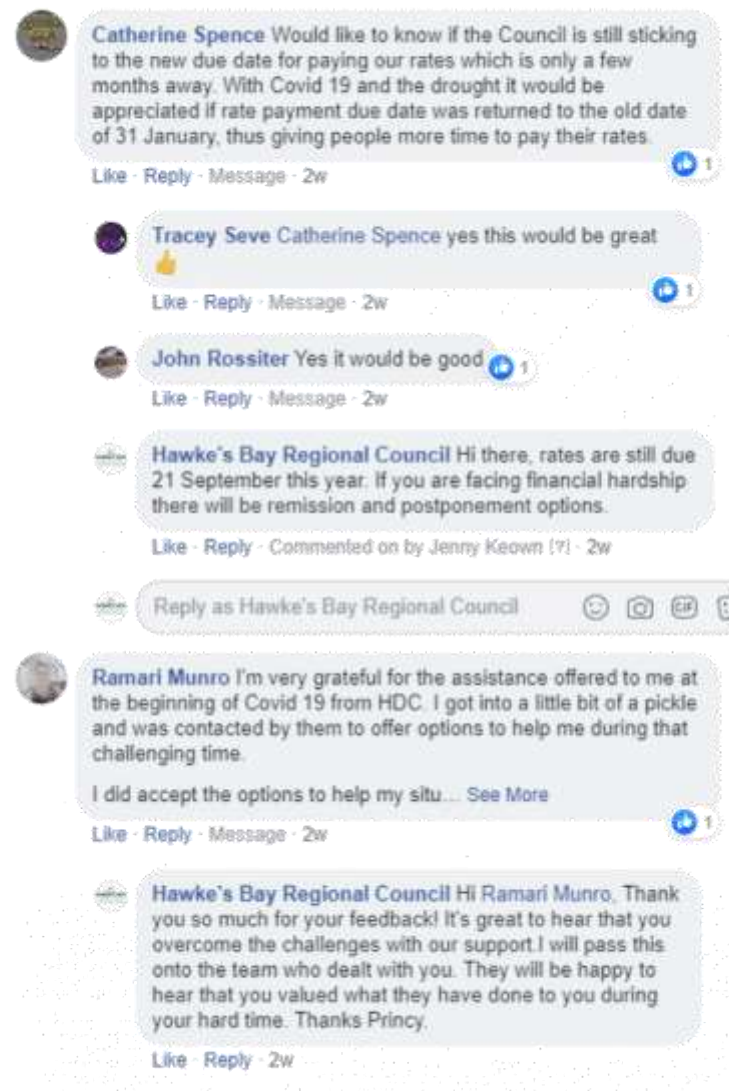 Catherine Spence Would like to know if the Council is still sticking
to the new due date for paying our rates which is only a few
months away. With Covid 19 and the drought it would be
appreciated if rate payment due date was returned to the old date
of 31 January, thus giving people more time to pay their rates.
1
Like · Reply · Message · 2w
Tracey Seve Catherine Spence yes this would be great
👍
1
Like · Reply · Message · 2w
John Rossiter Yes it would be good
1
Like · Reply · Message · 2w
Hawke's Bay Regional Council Hi there, rates are still due
21 September this year. If you are facing financial hardship
there will be remission and postponement options.
Like · Reply · Commented on by Jenny Keown [?] · 2w
Reply as Hawke's Bay Regional Council
GIF
Ramari Munro I'm very grateful for the assistance offered to me at
the beginning of Covid 19 from HDC. I got into a little bit of a pickle
and was contacted by them to offer options to help me during that
challenging time.
I did accept the options to help my situ... See More
1
Like · Reply · Message · 2w
Hawke's Bay Regional Council Hi Ramari Munro, Thank
you so much for your feedback! It's great to hear that you
overcome the challenges with our support.I will pass this
onto the team who dealt with you. They will be happy to
hear that you valued what they have done to you during
your hard time. Thanks Princy.
Like · Reply · 2w